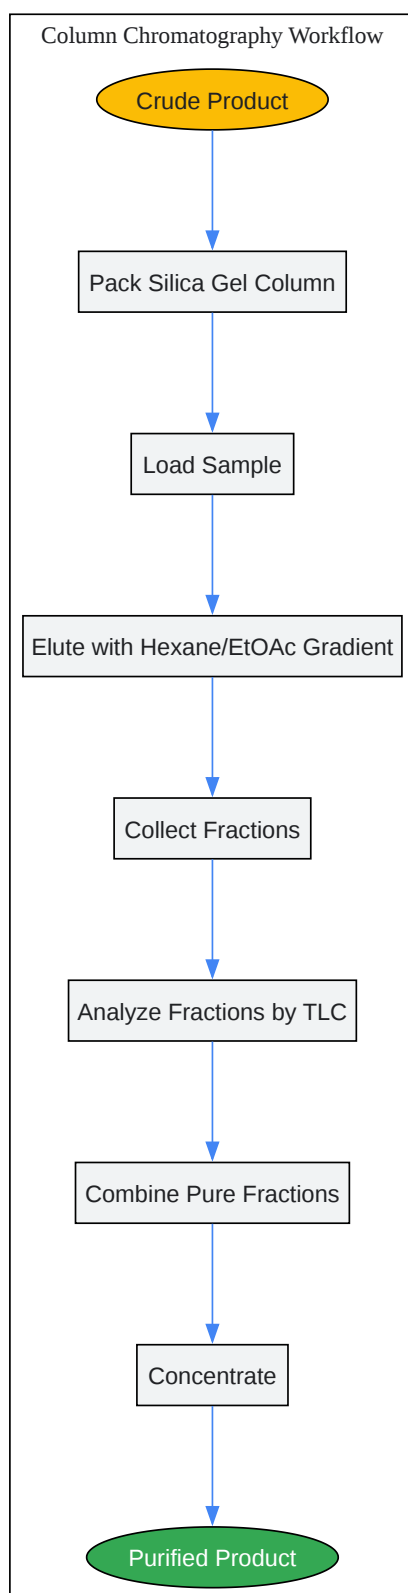 Column Chromatography Workflow
Crude Product
Pack Silica Gel Column
Load Sample
Elute with Hexane/EtOAc Gradient
Collect Fractions
Analyze Fractions by TLC
Combine Pure Fractions
Concentrate
Purified Product